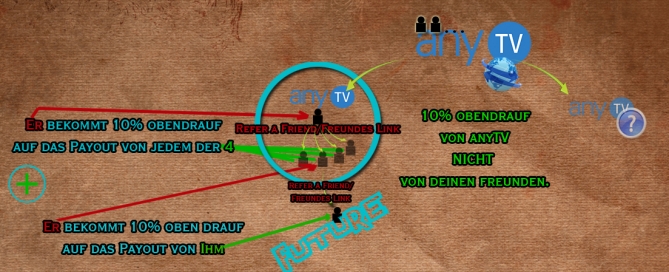 any TV
any TV
Er bekommt 10% obendrauf
auf das Payout von jedem der 4
any TV
Refer a Friend/Freundes Link
Refer a Friend/
Freundes Link
10% obendrauf
von anyTV
NICHT
von deinen freunden.
Er bekommt 10% oben drauf
auf das Payout von Ihm
FUTURE